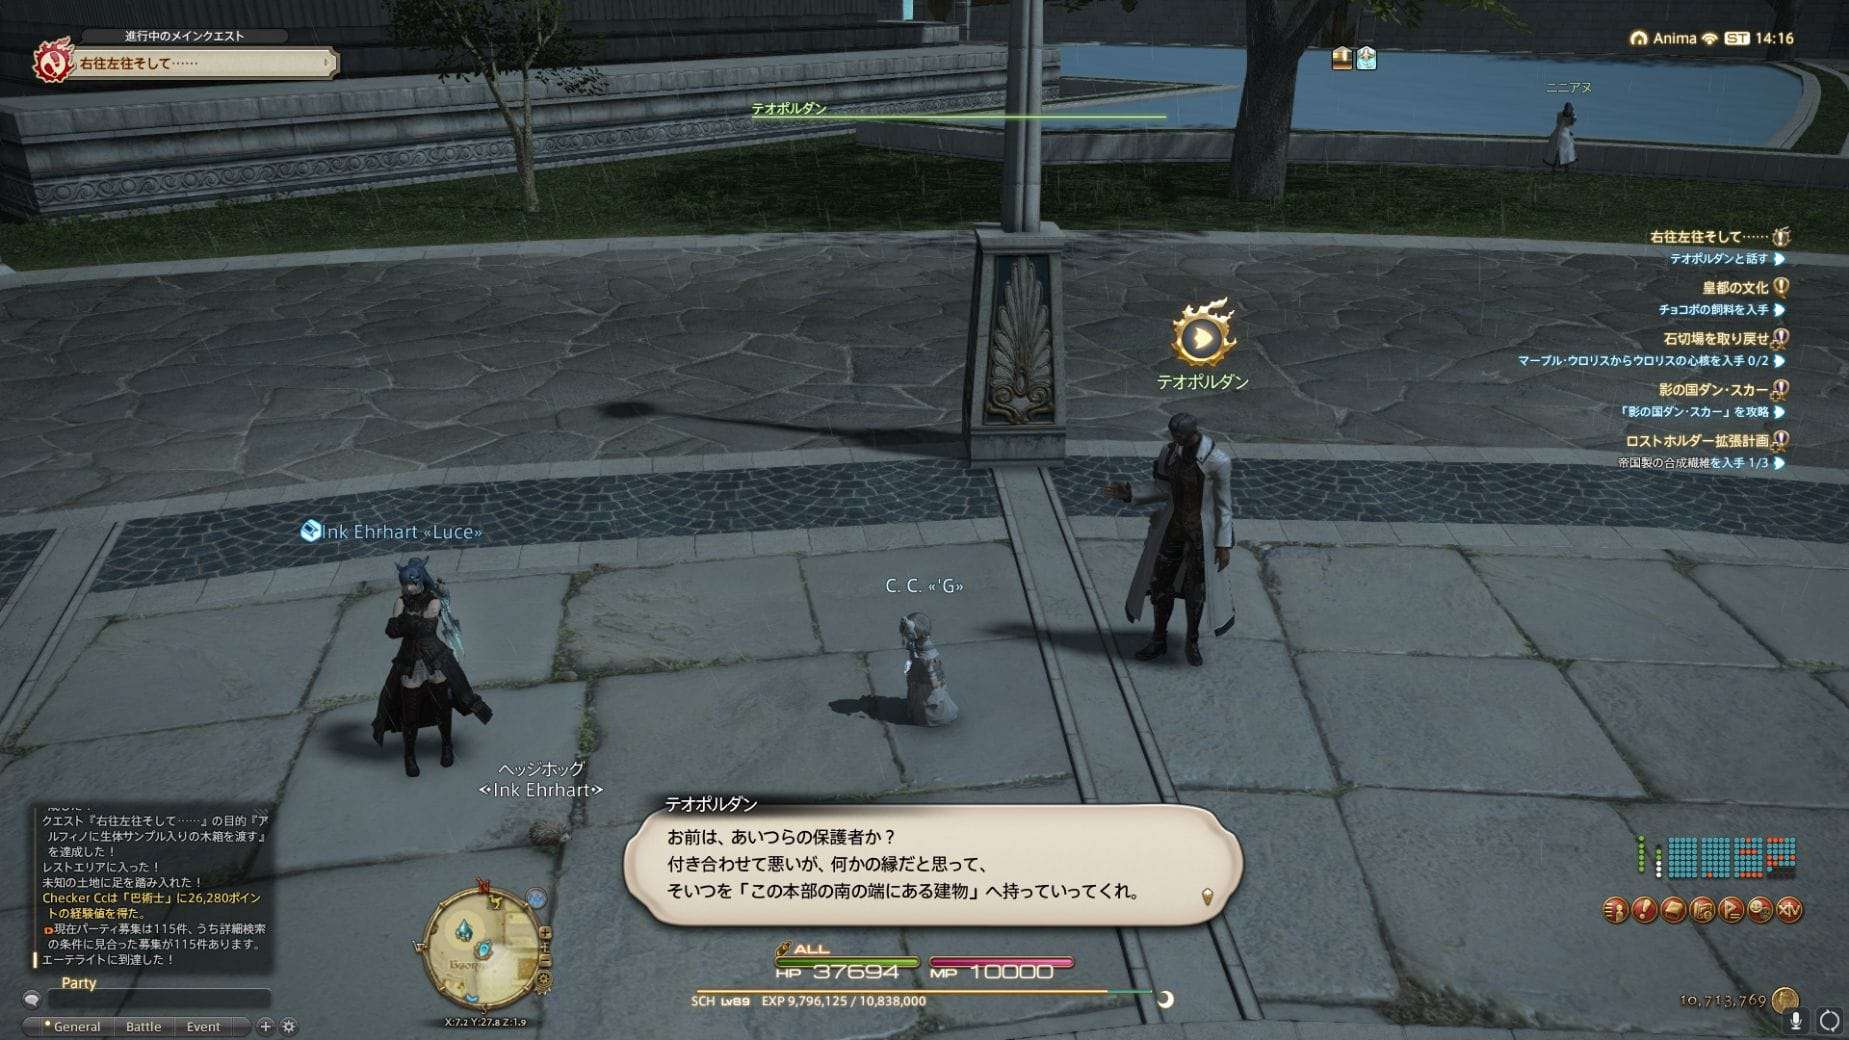 進行中のメインクエスト
右往左往そして……
Anima ST 14:16
テオポルダン
ニニアヌ
右往左往そして……
テオポルダンと話す
皇都の文化
チョコボの飼料を入手
石切場を取り戻せ
マーブル・ウロリスからウロリスの心核を入手 0/2
影の国ダン・スカー
「影の国ダン・スカー」を攻略
ロストホルダー拡張計画
帝国製の合成繊維を入手 1/3
テオポルダン
Ink Ehrhart «Luce»
C. C. «'G»
ヘッジホッグ
Ink Ehrhart
テオポルダン
お前は、あいつらの保護者か？
付き合わせて悪いが、何かの縁だと思って、
そいつを「この本部の南の端にある建物」へ持っていってくれ。
クエスト『右往左往そして……』の目的『ア
ルフィノに生体サンプル入りの木箱を渡す』
を達成した！
レストエリアに入った！
未知の土地に足を踏み入れた！
Checker Ccは「巴術士」に26,280ポイン
トの経験値を得た。
現在パーティ募集は115件、うち詳細検索
の条件に見合った募集が115件あります。
エーテライトに到達した！
Party
General Battle Event
X:7.2 Y:27.8 Z:1.9
ALL
HP 37694 MP 10000
SCH Lv89 EXP 9,796,125 / 10,838,000
10,713,769